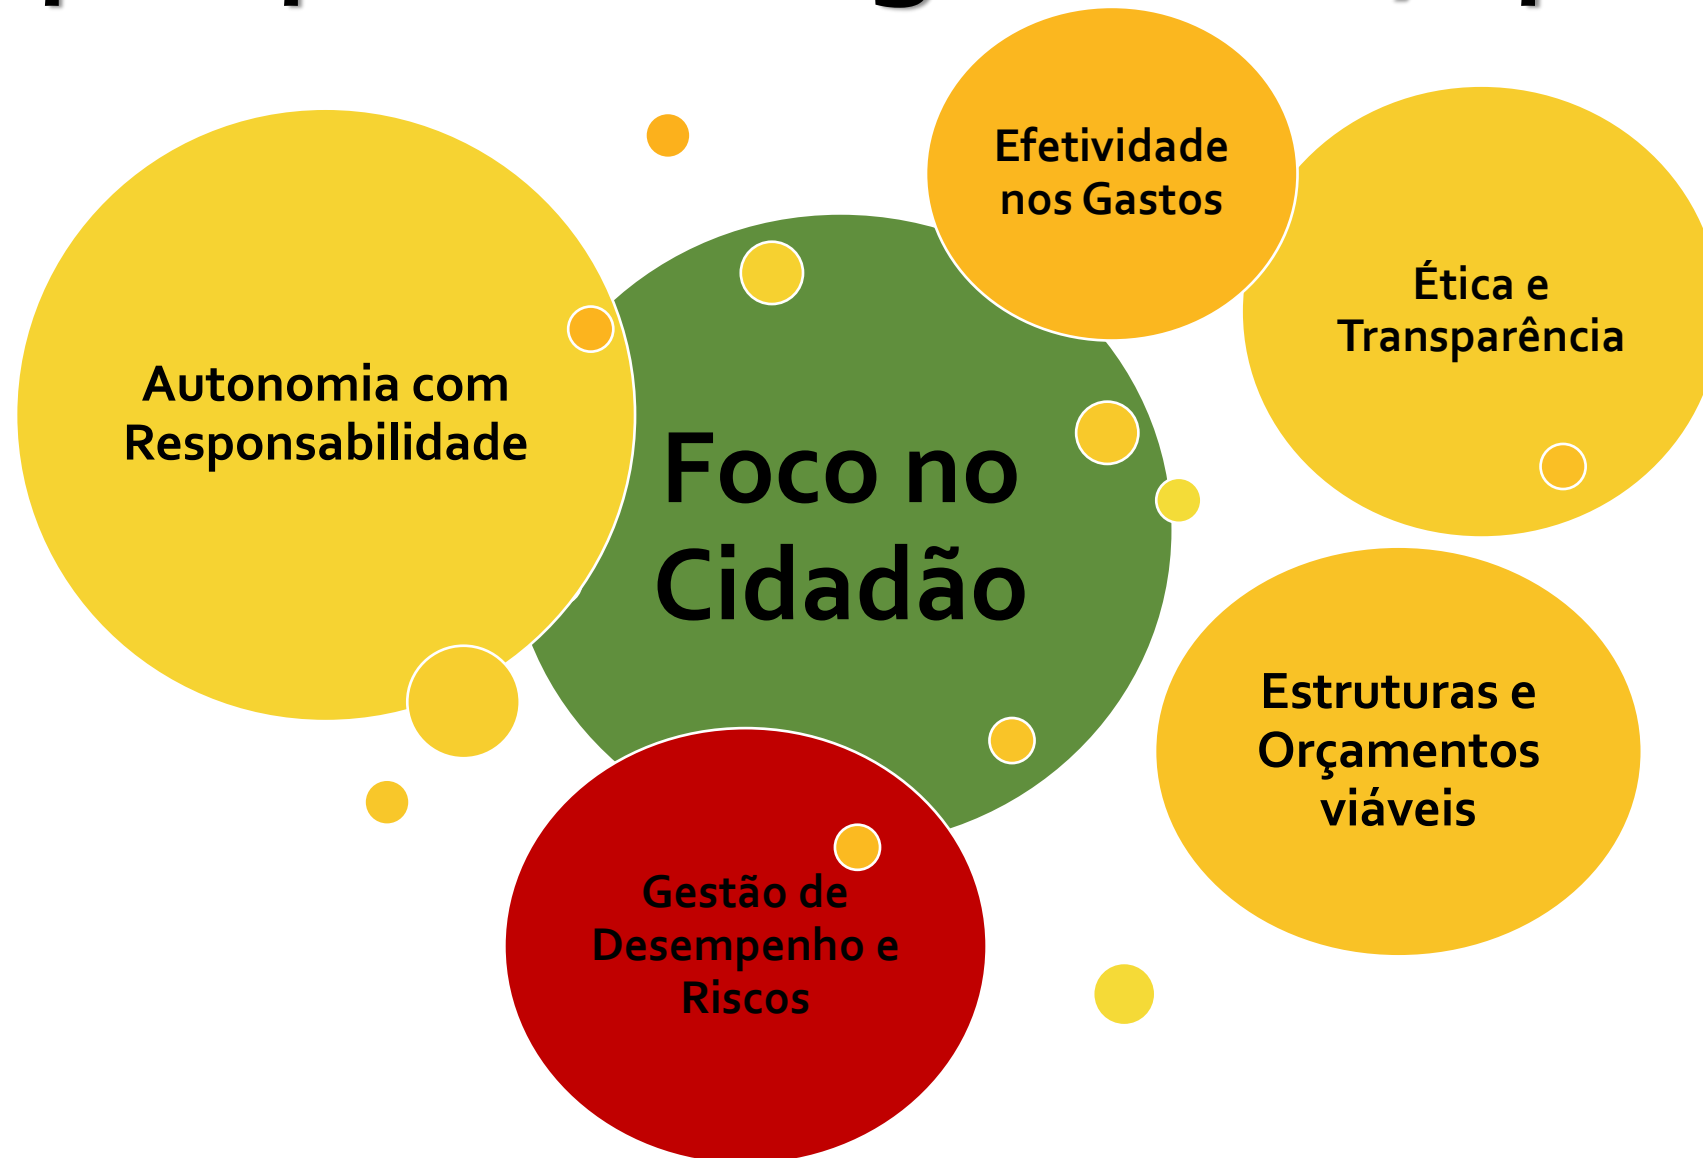 Efetividade
nos Gastos
Ética e
Transparência
Autonomia com
Responsabilidade
Foco no
Cidadão
Estruturas e
Orçamentos
viáveis
Gestão de
Desempenho e
Riscos